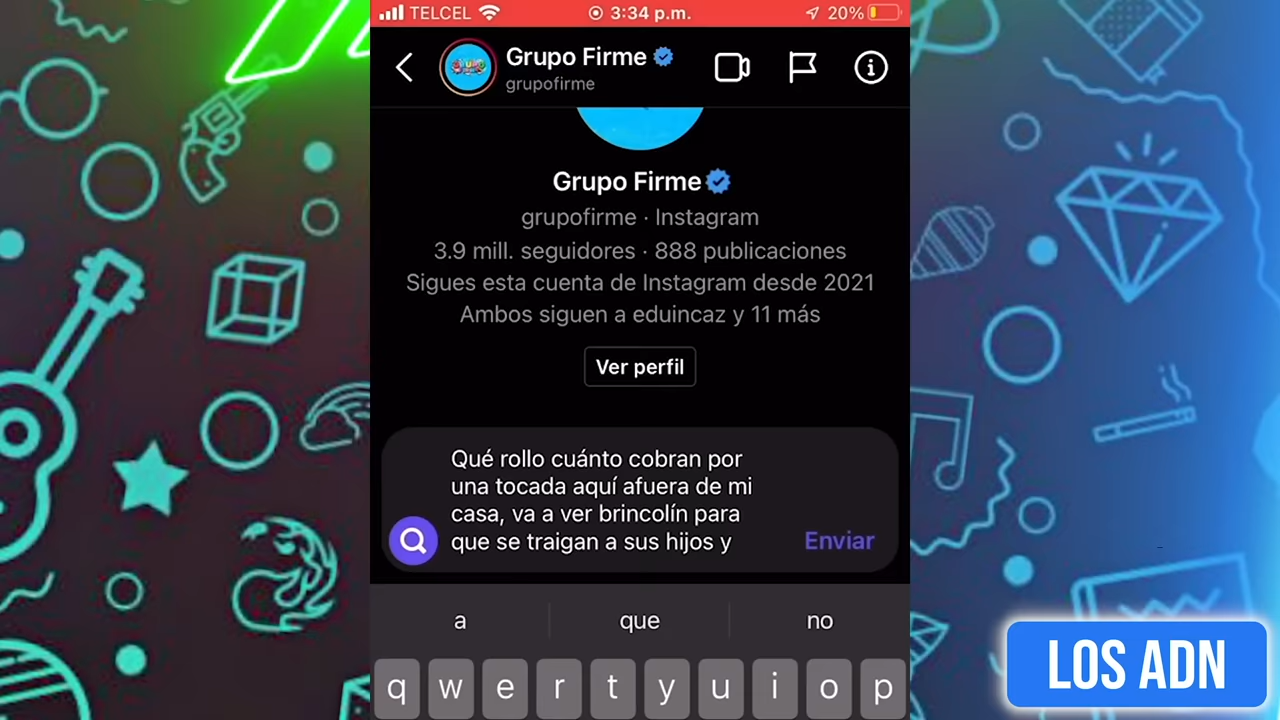 TELCEL 3:34 p.m. 20%
Grupo Firme
grupofirme
Grupo Firme
grupofirme · Instagram
3.9 mill. seguidores · 888 publicaciones
Sigues esta cuenta de Instagram desde 2021
Ambos siguen a eduincaz y 11 más
Ver perfil
Qué rollo cuánto cobran por
una tocada aquí afuera de mi
casa, va a ver brincolín para
que se traigan a sus hijos y
Enviar
a que no
q w e r t y u i o p
LOS ADN